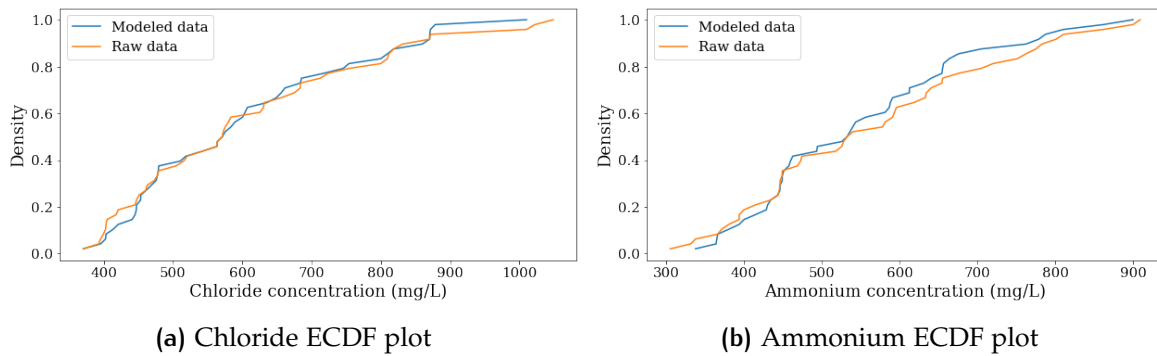 1.0
0.8
0.6
0.4
0.2
0.0
Density
Modeled data
Raw data
400 500 600 700 800 900 1000
Chloride concentration (mg/L)
(a) Chloride ECDF plot
1.0
0.8
0.6
0.4
0.2
0.0
Density
Modeled data
Raw data
300 400 500 600 700 800 900
Ammonium concentration (mg/L)
(b) Ammonium ECDF plot